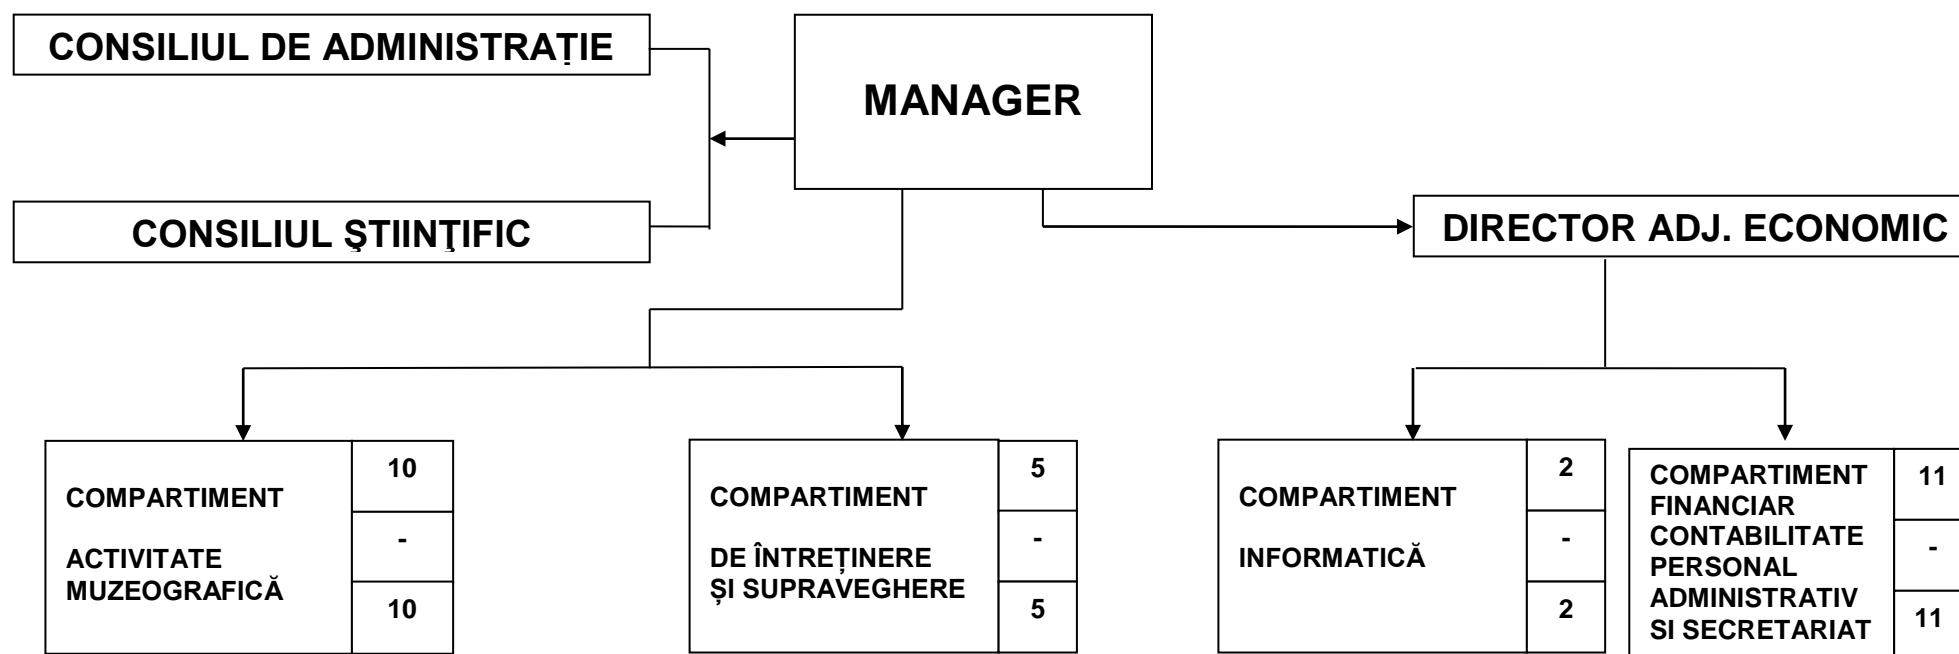 CONSILIUL DE ADMINISTRAȚIE
MANAGER
CONSILIUL ŞTIINŢIFIC
DIRECTOR ADJ. ECONOMIC
COMPARTIMENT
ACTIVITATE
MUZEOGRAFICĂ
10
-
10
COMPARTIMENT
DE ÎNTREȚINERE
ȘI SUPRAVEGHERE
5
-
5
COMPARTIMENT
INFORMATICĂ
2
-
2
COMPARTIMENT
FINANCIAR
CONTABILITATE
PERSONAL
ADMINISTRATIV
SI SECRETARIAT
11
-
11